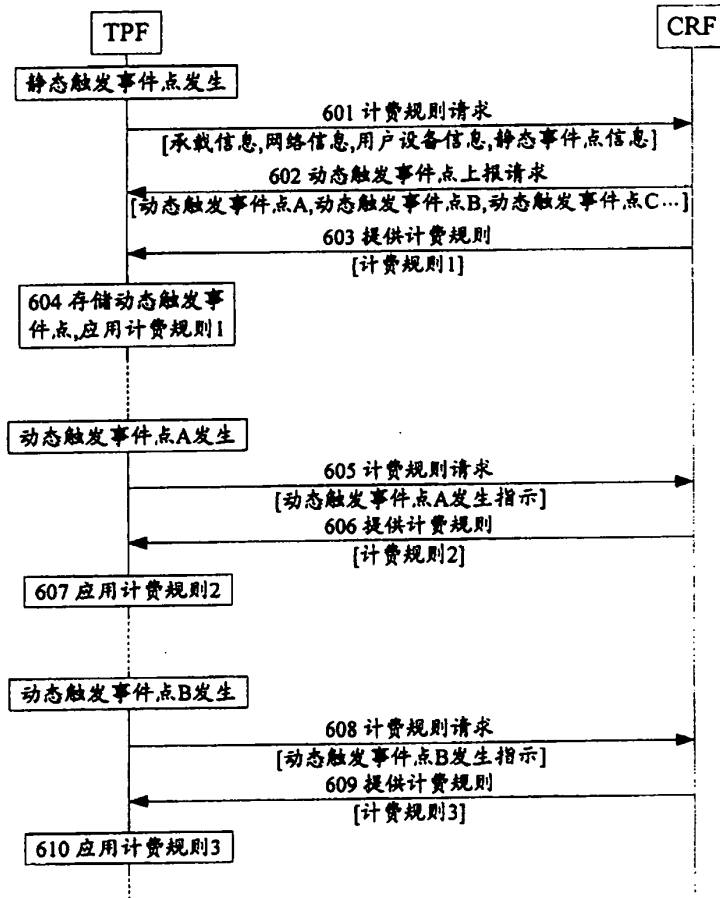 TPF
CRF
静态触发事件点发生
601 计费规则请求
[承载信息,网络信息,用户设备信息,静态事件点信息]
602 动态触发事件点上报请求
[动态触发事件点A,动态触发事件点B,动态触发事件点C…]
603 提供计费规则
[计费规则1]
604 存储动态触发事
件点,应用计费规则1
动态触发事件点A发生
605 计费规则请求
[动态触发事件点A发生指示]
606 提供计费规则
[计费规则2]
607 应用计费规则2
动态触发事件点B发生
608 计费规则请求
[动态触发事件点B发生指示]
609 提供计费规则
[计费规则3]
610 应用计费规则3